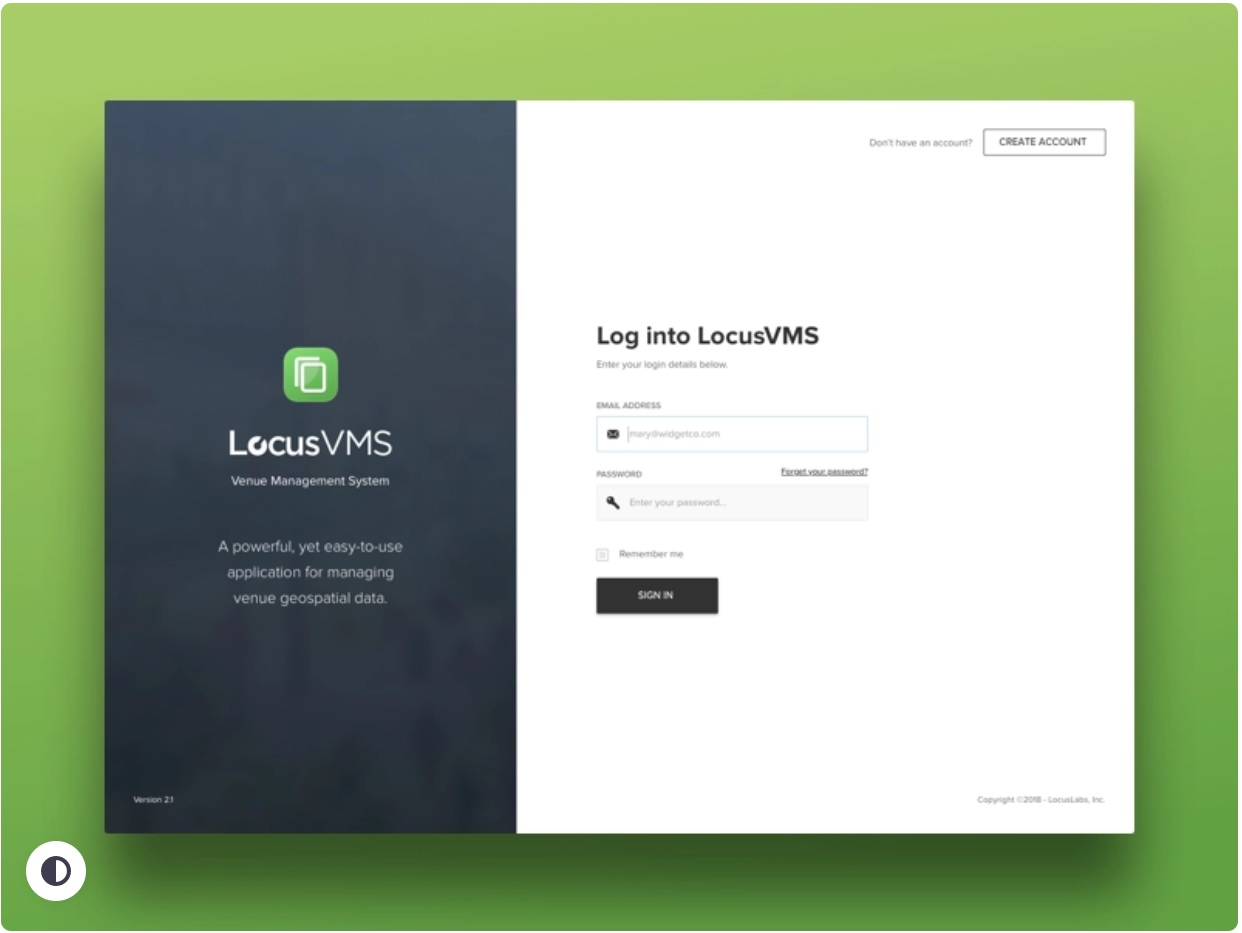 Don't have an account?
CREATE ACCOUNT
LocusVMS
Venue Management System
A powerful, yet easy-to-use
application for managing
venue geospatial data.
Version 2.1
Log into LocusVMS
Enter your login details below.
EMAIL ADDRESS
mary@widgetco.com
PASSWORD
Forget your password?
Enter your password...
Remember me
SIGN IN
Copyright ©2018 - LocusLabs, Inc.